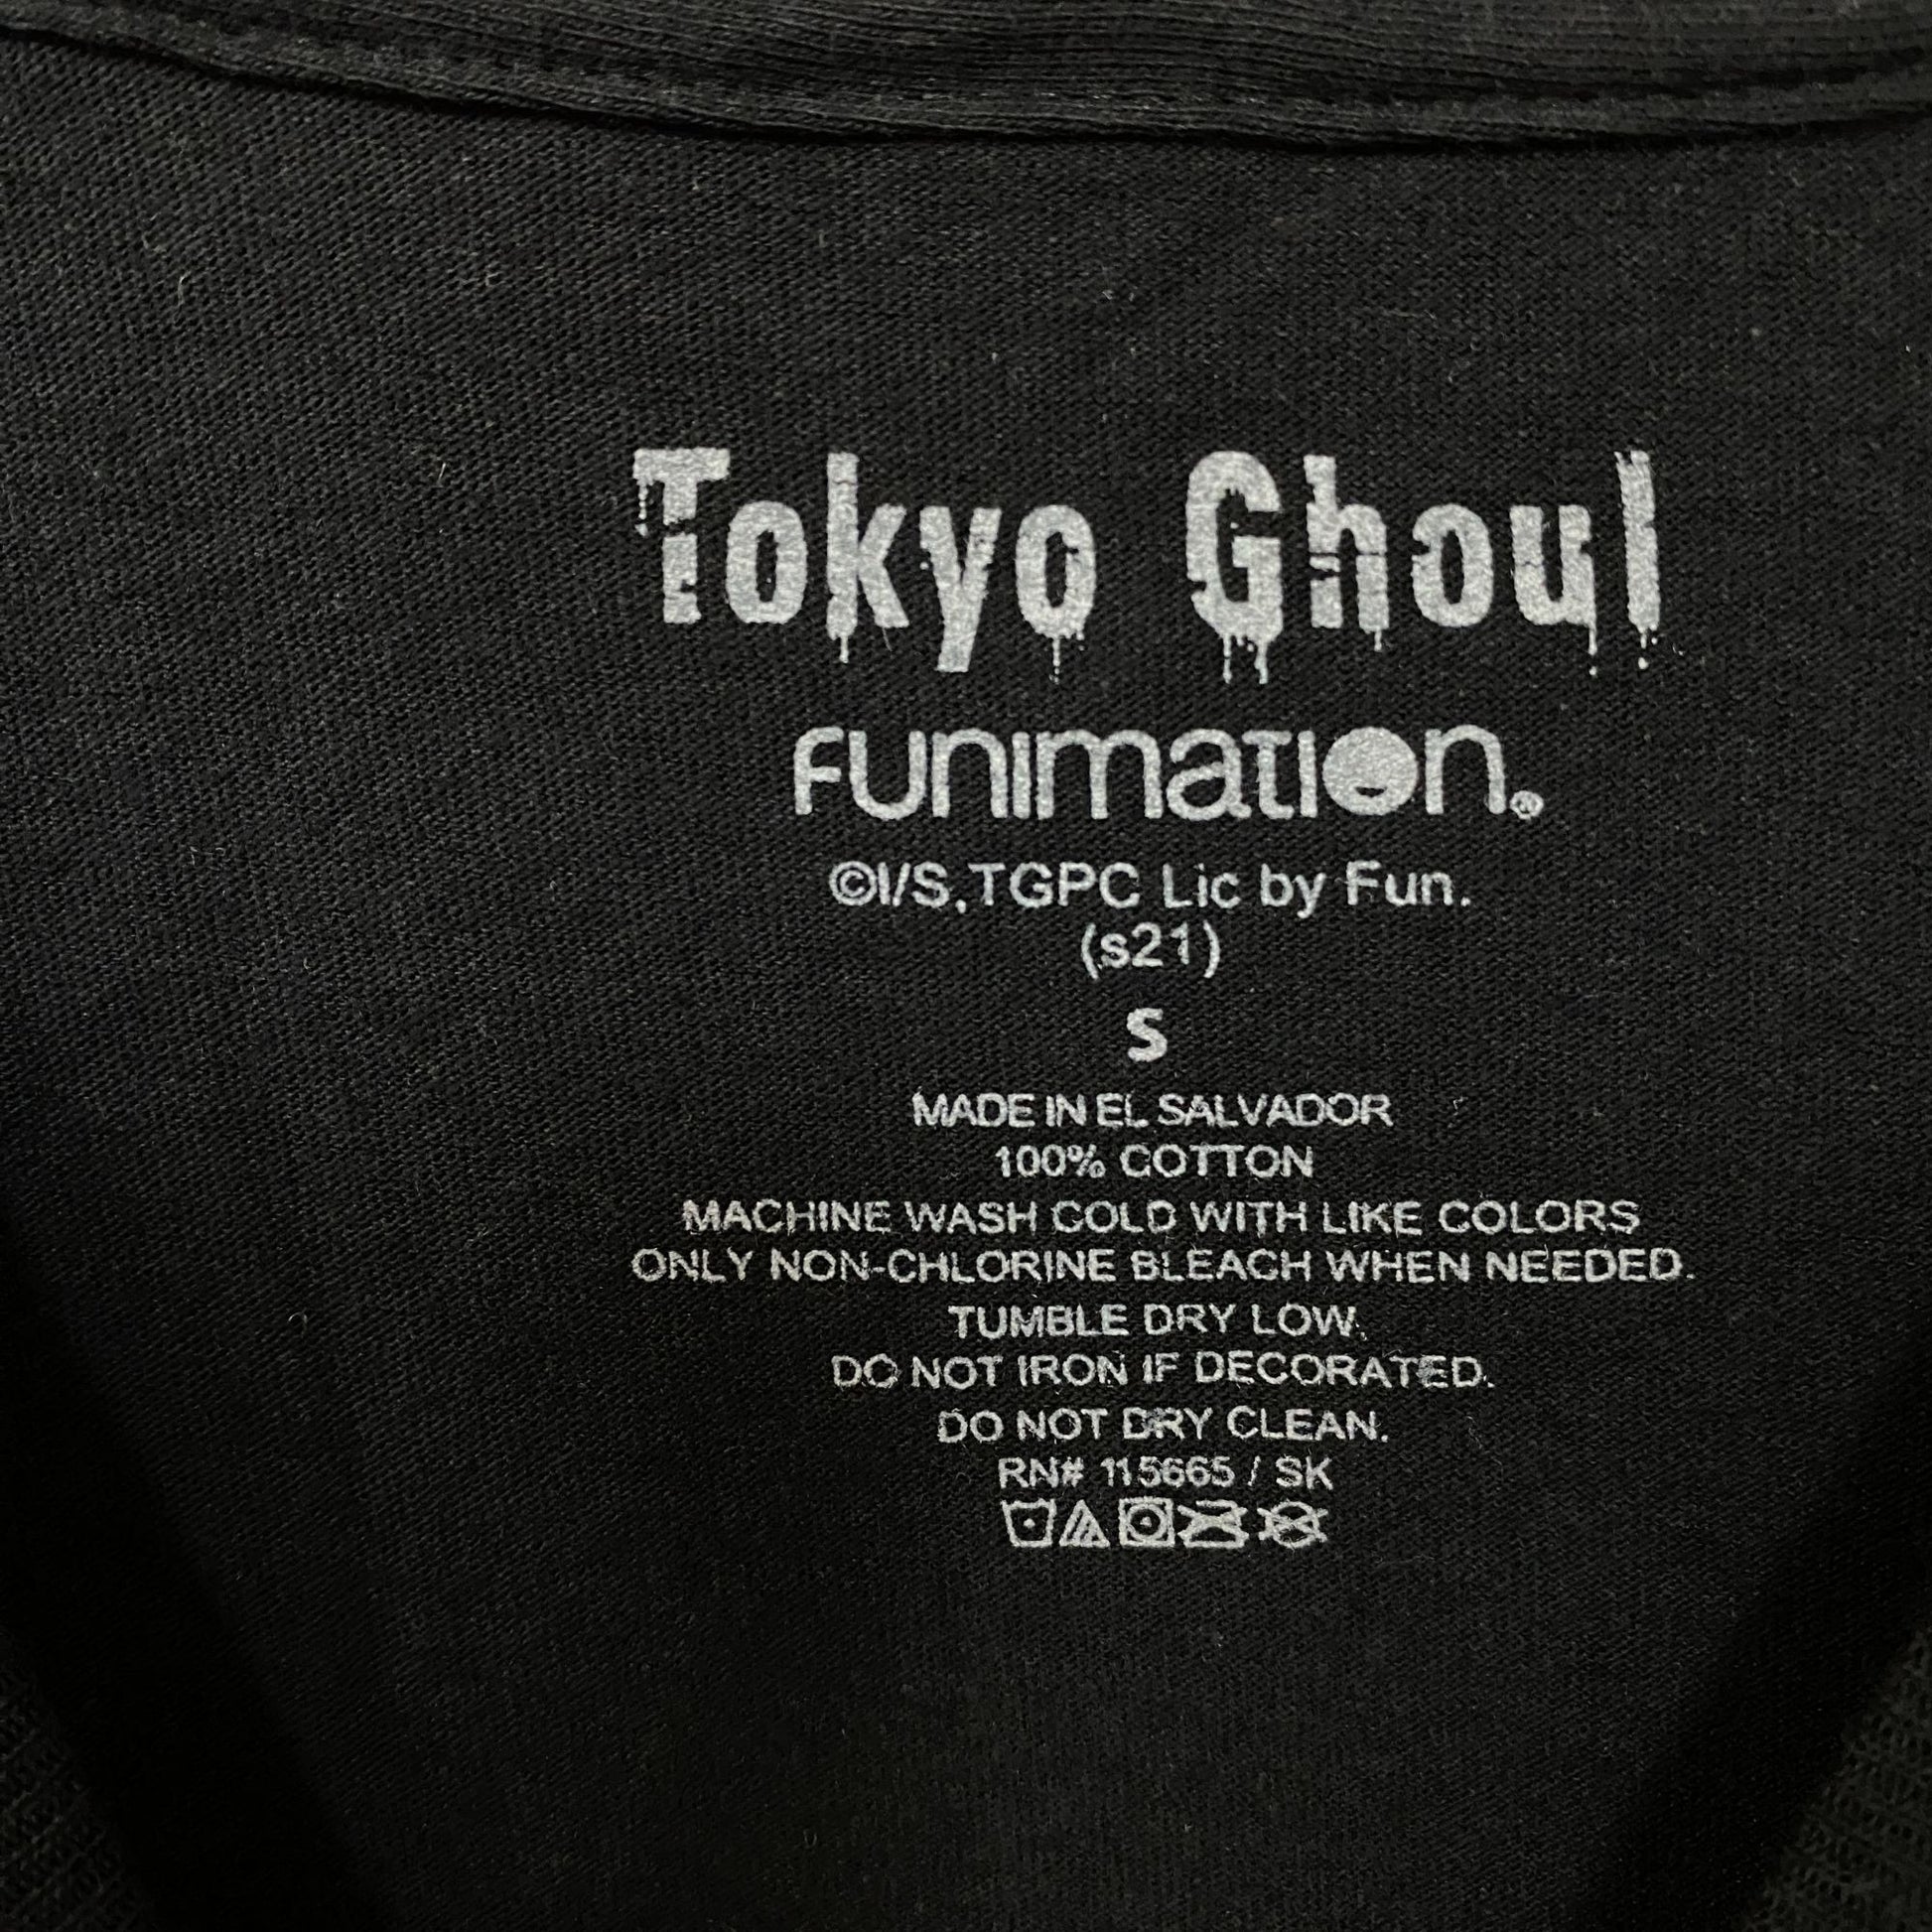 Tokyo Ghoul
Funimation®
©I/S,TGPC Lic by Fun.
(s21)
S
MADE IN EL SALVADOR
100% COTTON
MACHINE WASH COLD WITH LIKE COLORS
ONLY NON-CHLORINE BLEACH WHEN NEEDED.
TUMBLE DRY LOW.
DO NOT IRON IF DECORATED.
DO NOT DRY CLEAN.
RN# 115665 / SK